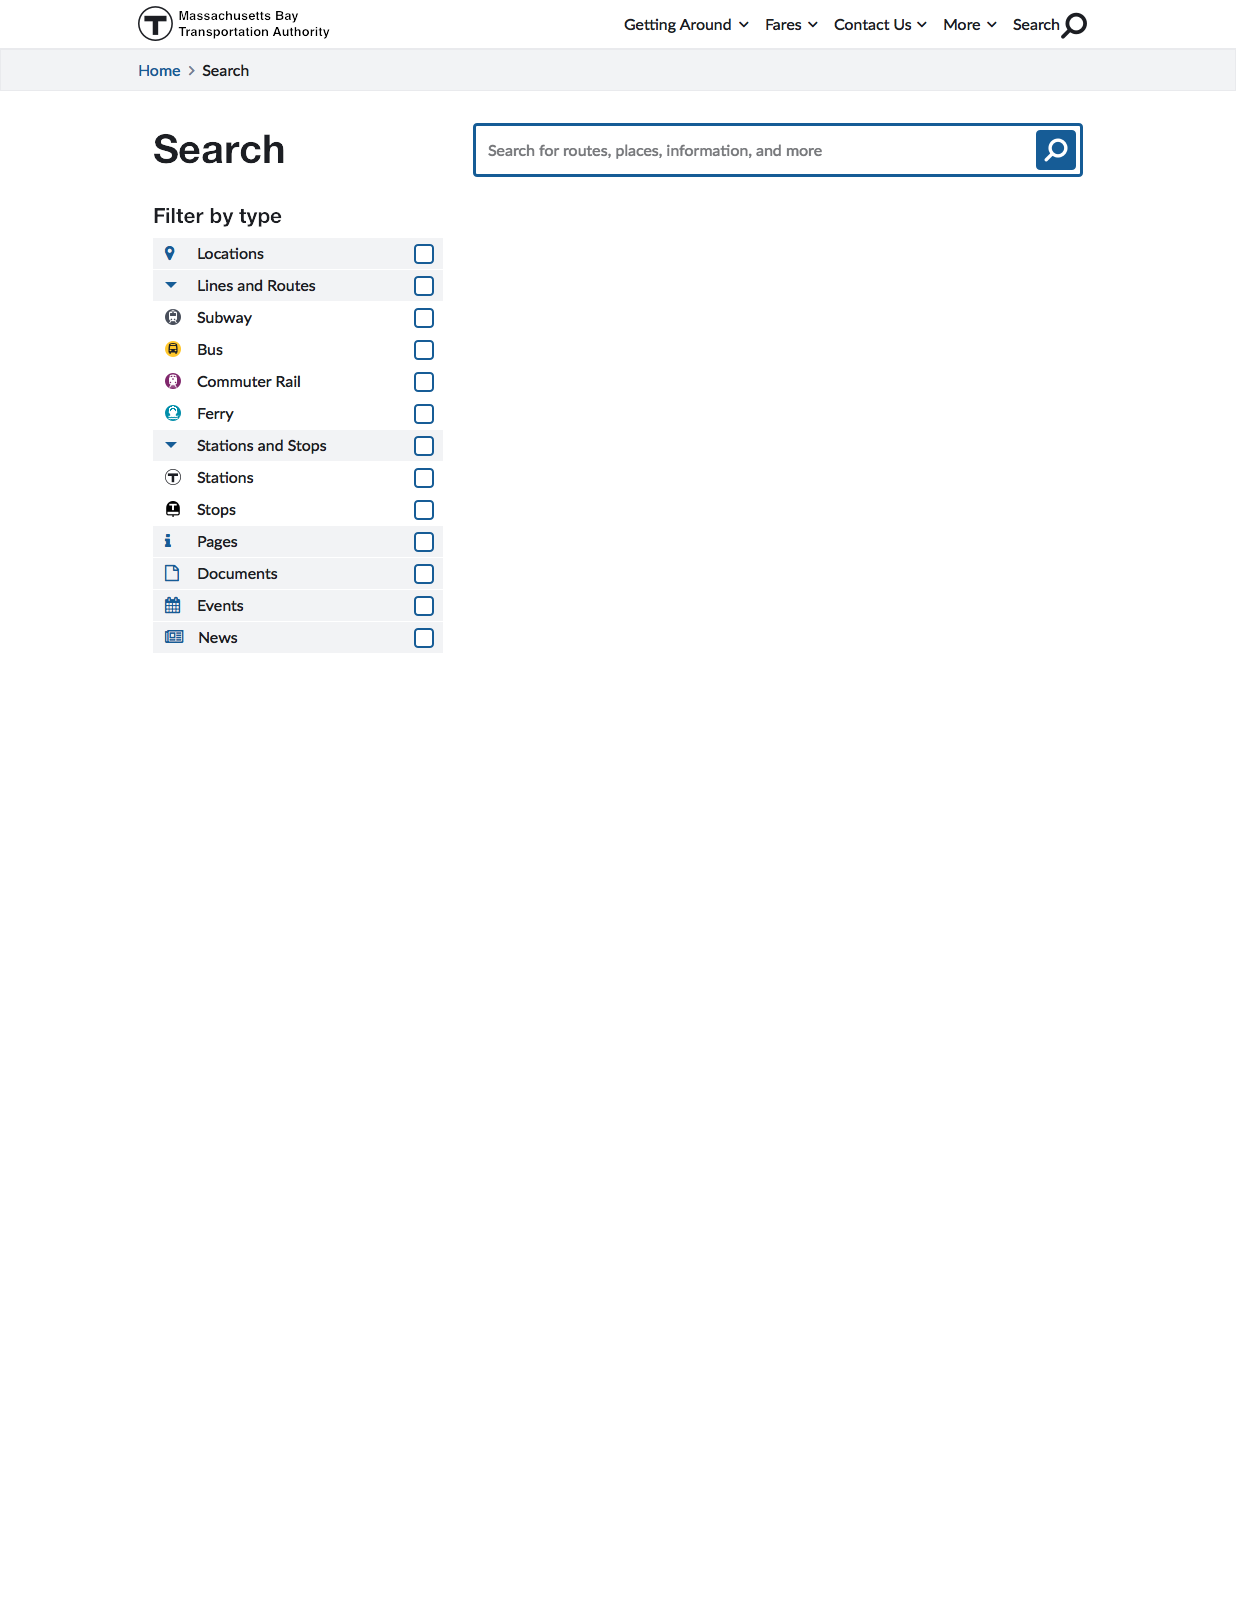 Massachusetts Bay
Transportation Authority
Getting Around Fares Contact Us More Search
Home > Search
Search
Search for routes, places, information, and more
Filter by type
Locations
Lines and Routes
Subway
Bus
Commuter Rail
Ferry
Stations and Stops
Stations
Stops
Pages
Documents
Events
News